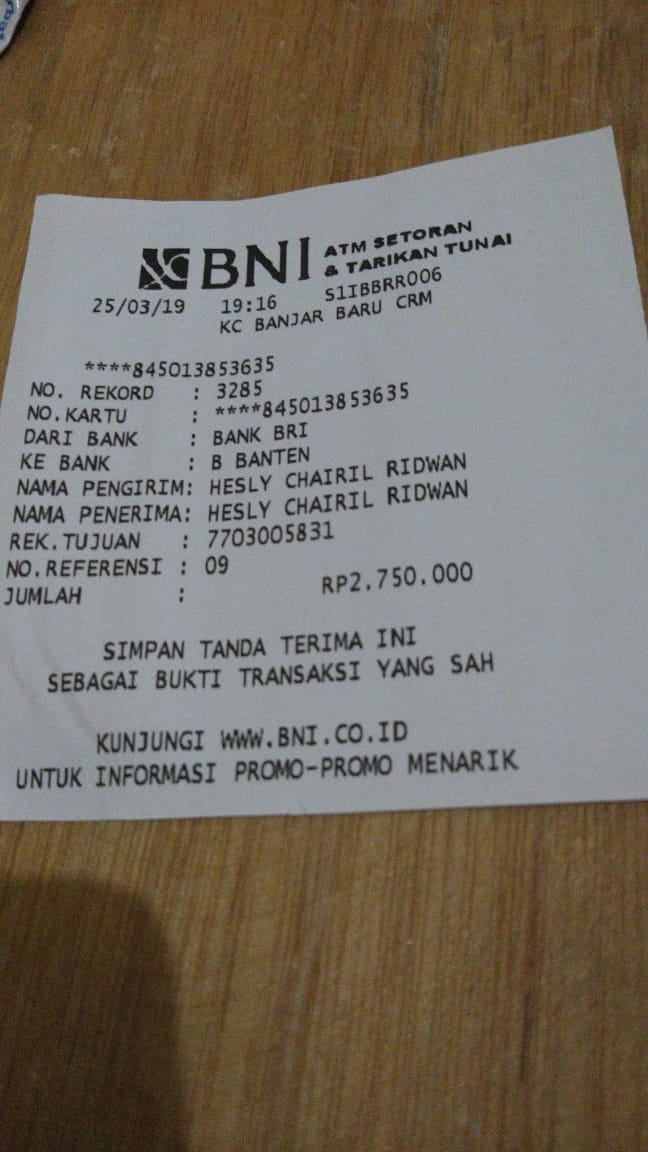 BNI ATM SETORAN
& TARIKAN TUNAI
25/03/19 19:16 S1IBBRR006
KC BANJAR BARU CRM
****845013853635
NO. REKORD : 3285
NO.KARTU : ****845013853635
DARI BANK : BANK BRI
KE BANK : B BANTEN
NAMA PENGIRIM: HESLY CHAIRIL RIDWAN
NAMA PENERIMA: HESLY CHAIRIL RIDWAN
REK.TUJUAN : 7703005831
NO.REFERENSI : 09
JUMLAH : RP2.750.000
SIMPAN TANDA TERIMA INI
SEBAGAI BUKTI TRANSAKSI YANG SAH
KUNJUNGI WWW.BNI.CO.ID
UNTUK INFORMASI PROMO-PROMO MENARIK